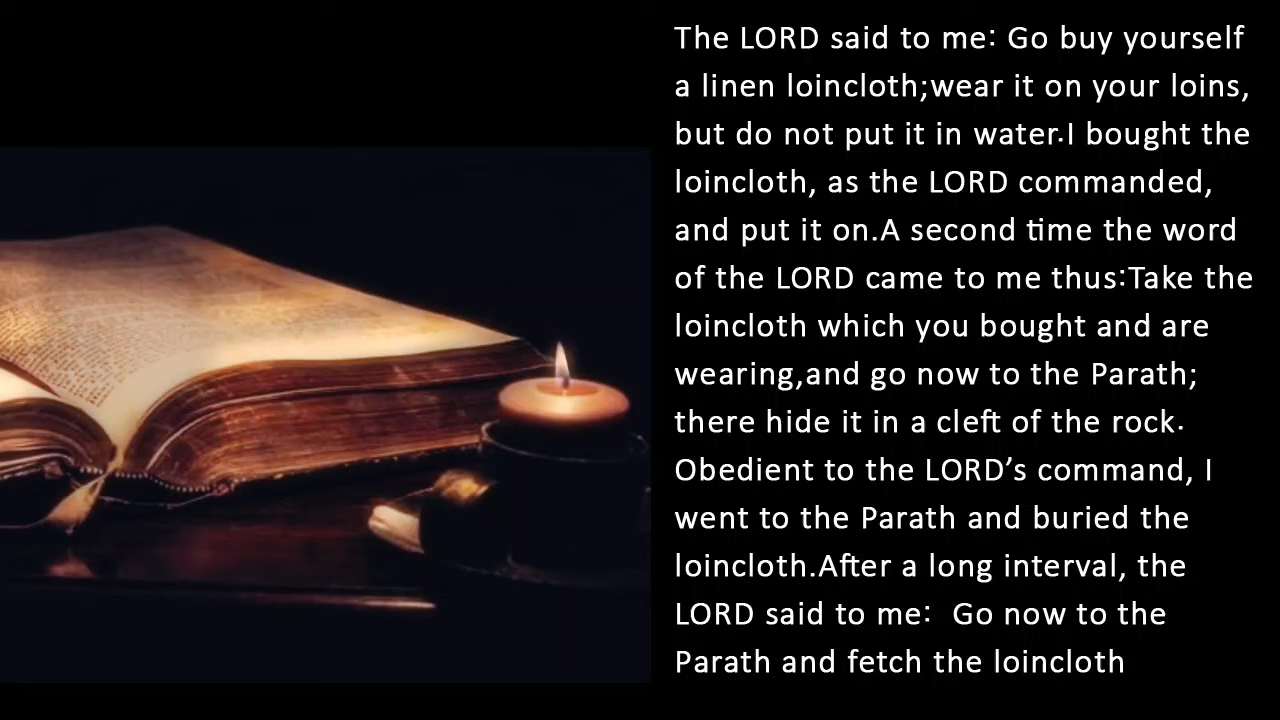 The LORD said to me: Go buy yourself
a linen loincloth;wear it on your loins,
but do not put it in water.I bought the
loincloth, as the LORD commanded,
and put it on.A second time the word
of the LORD came to me thus:Take the
loincloth which you bought and are
wearing,and go now to the Parath;
there hide it in a cleft of the rock.
Obedient to the LORD’s command, I
went to the Parath and buried the
loincloth.After a long interval, the
LORD said to me:  Go now to the
Parath and fetch the loincloth